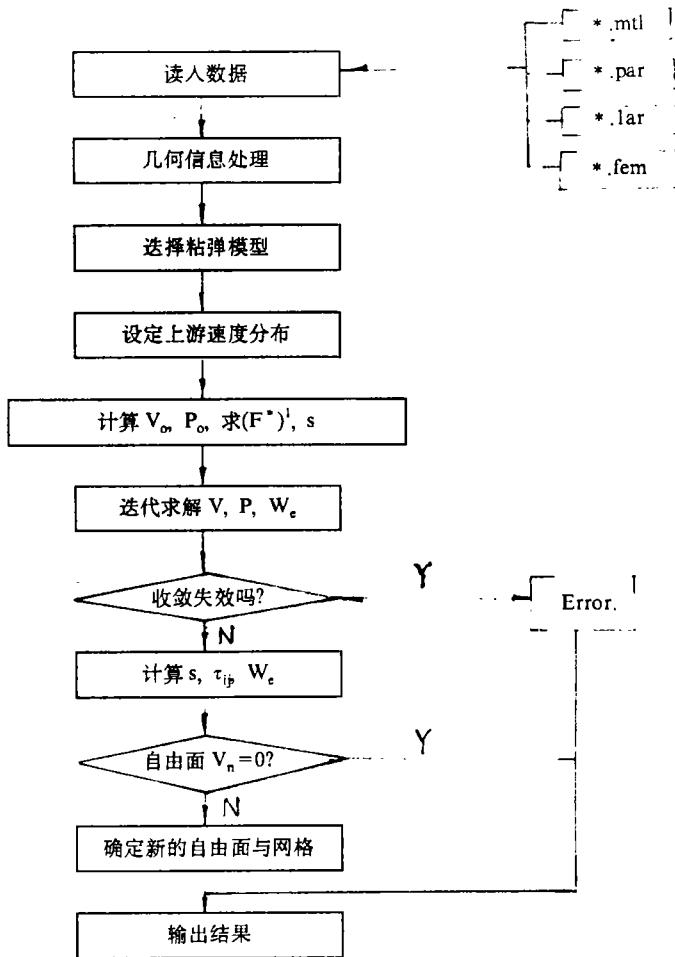 * .mtl
读入数据
* .par
* .lar
几何信息处理
* .fem
选择粘弹模型
设定上游速度分布
计算 V₀, P₀, 求(F*)¹, s
迭代求解 V, P, Wₑ
Y
收敛失效吗?
Error.
N
计算 s, τᵢⱼ, Wₑ
自由面 Vₙ=0?
Y
N
确定新的自由面与网格
输出结果